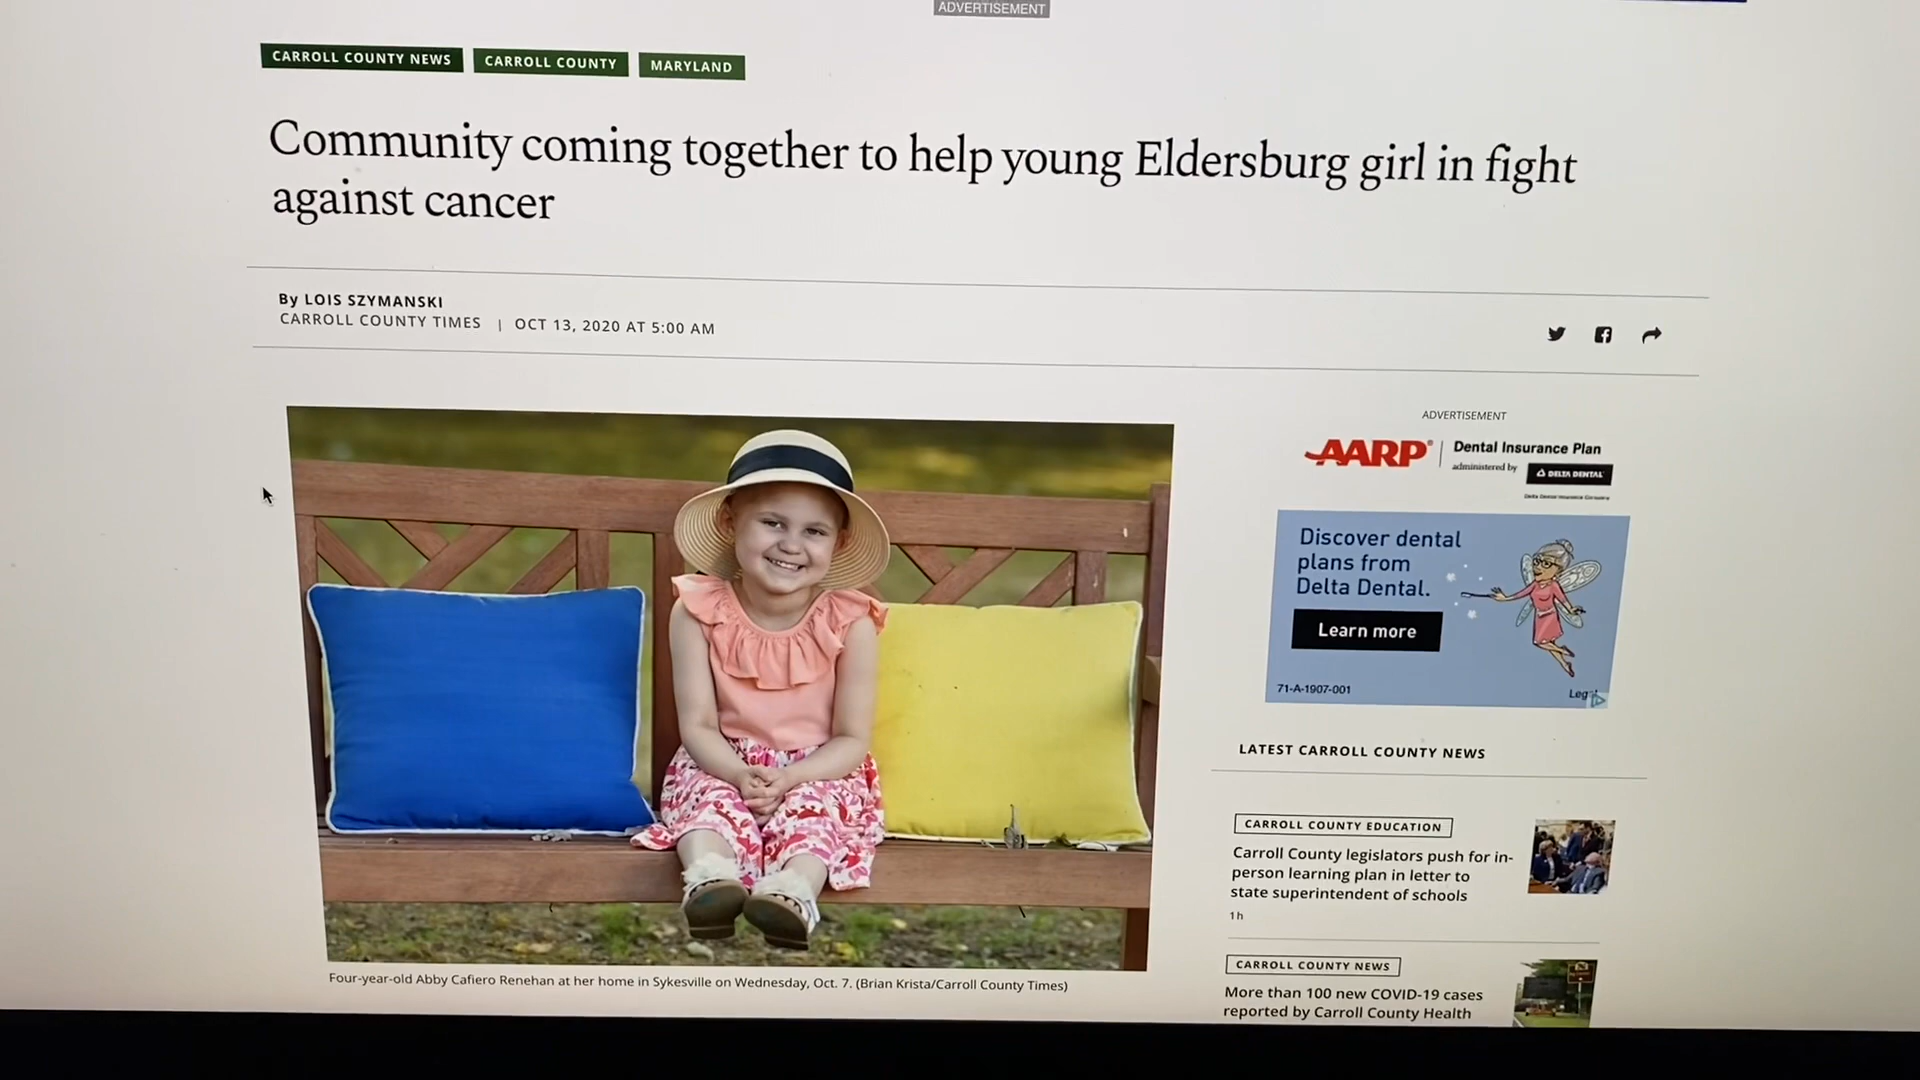 ADVERTISEMENT
CARROLL COUNTY NEWS
CARROLL COUNTY
MARYLAND
Community coming together to help young Eldersburg girl in fight
against cancer
By LOIS SZYMANSKI
CARROLL COUNTY TIMES | OCT 13, 2020 AT 5:00 AM
Four-year-old Abby Cafiero Renehan at her home in Sykesville on Wednesday, Oct. 7. (Brian Krista/Carroll County Times)
ADVERTISEMENT
AARP® | Dental Insurance Plan
administered by
DELTA DENTAL
Delta Dental Insurance Company
Discover dental
plans from
Delta Dental.
Learn more
71-A-1907-001
LATEST CARROLL COUNTY NEWS
CARROLL COUNTY EDUCATION
Carroll County legislators push for in-
person learning plan in letter to
state superintendent of schools
1h
CARROLL COUNTY NEWS
More than 100 new COVID-19 cases
reported by Carroll County Health